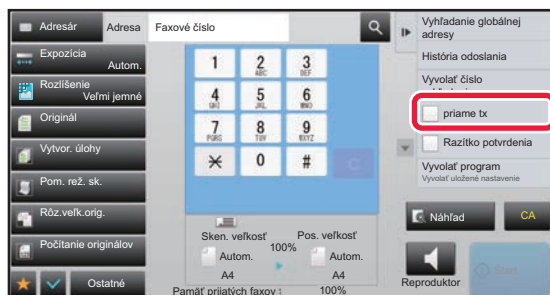 Adresár
Adresa
Faxové číslo
Expozícia
Autom.
Rozlíšenie
Veľmi jemné
Originál
Vytvor. úlohy
Pom. rež. sk.
Rôz.veľk.orig.
Počítanie originálov
Ostatné
1
2
ABC
3
DEF
4
GHI
5
JKL
6
MNO
7
PQRS
8
TUV
9
WXYZ
0
#
C
Sken. veľkosť
100%
Pos. veľkosť
Autom.
A4
Autom.
A4
Pamäť prijatých faxov :
100%
Vyhľadanie globálnej
adresy
História odoslania
Vyvolať číslo
priame tx
Razítko potvrdenia
Vyvolať program
Vyvolať uložené nastavenie
Náhľad
CA
Reproduktor
Start